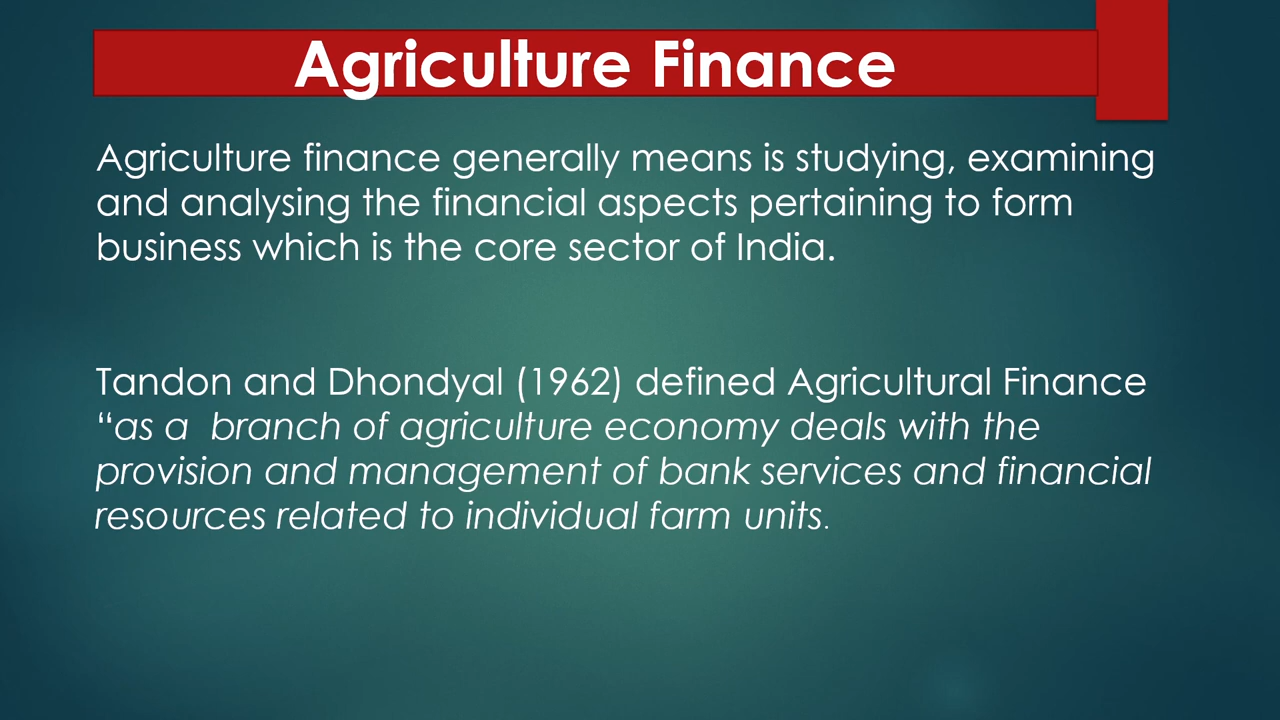 Agriculture Finance
Agriculture finance generally means is studying, examining
and analysing the financial aspects pertaining to form
business which is the core sector of India.
Tandon and Dhondyal (1962) defined Agricultural Finance
“as a branch of agriculture economy deals with the
provision and management of bank services and financial
resources related to individual farm units.